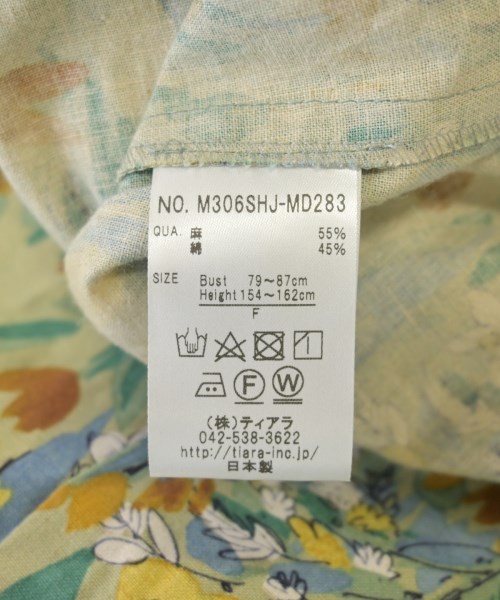 NO. M306SHJ-MD283
QUA. 麻 55%
綿 45%
SIZE Bust 79～87cm
Height 154～162cm
F
F W
(株)ティアラ
042-538-3622
http://tiara-inc.jp/
日本製